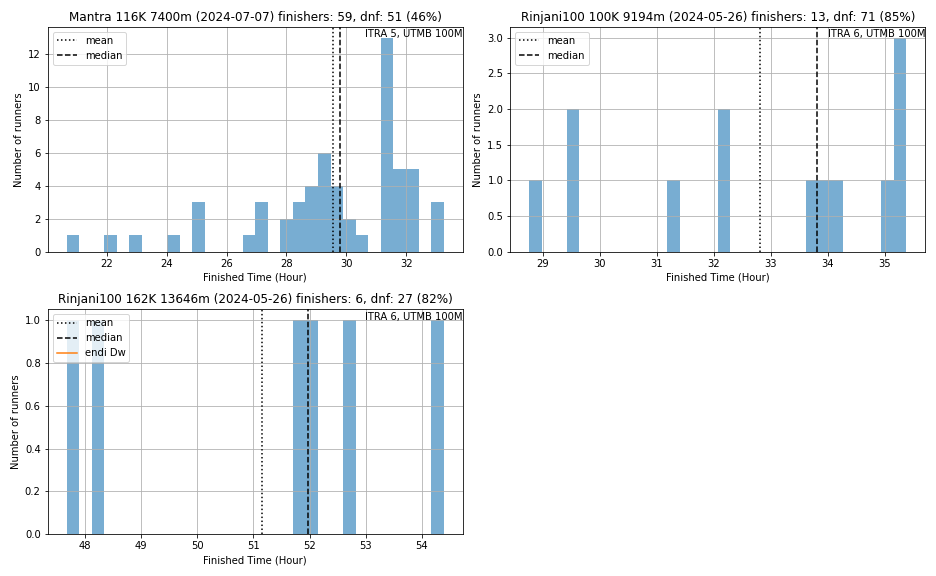 Mantra 116K 7400m (2024-07-07) finishers: 59, dnf: 51 (46%)
ITRA 5, UTMB 100M
mean
median
Number of runners
12
10
8
6
4
2
0
22 24 26 28 30 32
Finished Time (Hour)
Rinjani100 100K 9194m (2024-05-26) finishers: 13, dnf: 71 (85%)
ITRA 6, UTMB 100M
mean
median
Number of runners
3.0
2.5
2.0
1.5
1.0
0.5
0.0
29 30 31 32 33 34 35
Finished Time (Hour)
Rinjani100 162K 13646m (2024-05-26) finishers: 6, dnf: 27 (82%)
ITRA 6, UTMB 100M
mean
median
endi Dw
Number of runners
1.0
0.8
0.6
0.4
0.2
0.0
48 49 50 51 52 53 54
Finished Time (Hour)